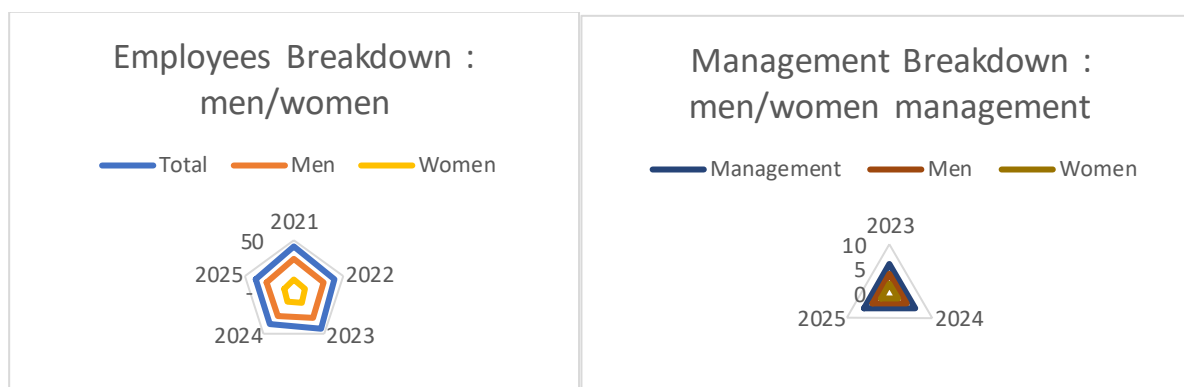 Employees Breakdown :
men/women
Total Men Women
2021
50
2025 2022
-
2024 2023
Management Breakdown :
men/women management
Management Men Women
2023
10
5
0
2025 2024